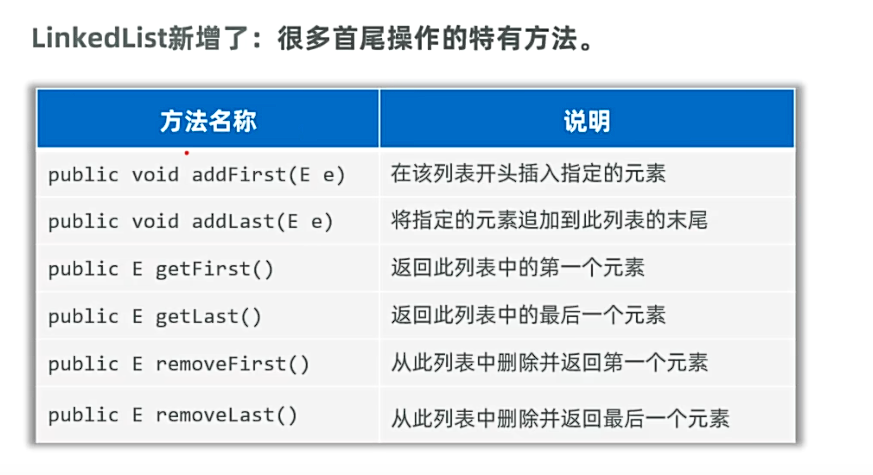 LinkedList新增了：很多首尾操作的特有方法。
方法名称 说明
public void addFirst(E e) 在该列表开头插入指定的元素
public void addLast(E e) 将指定的元素追加到此列表的末尾
public E getFirst() 返回此列表中的第一个元素
public E getLast() 返回此列表中的最后一个元素
public E removeFirst() 从此列表中删除并返回第一个元素
public E removeLast() 从此列表中删除并返回最后一个元素